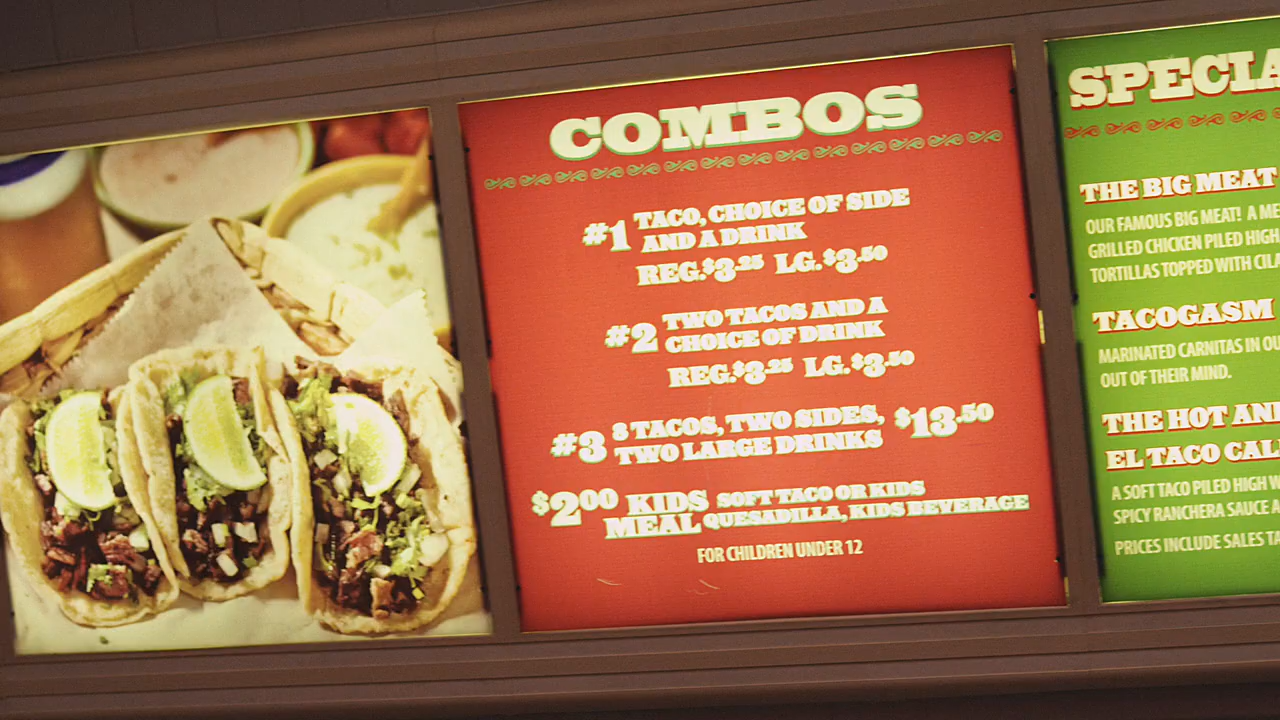 COMBOS
#1 TACO, CHOICE OF SIDE
AND A DRINK
REG.$3.25 LG.$3.50
#2 TWO TACOS AND A
CHOICE OF DRINK
REG.$3.25 LG.$3.50
#3 8 TACOS, TWO SIDES,
TWO LARGE DRINKS $13.50
$2.00 KIDS MEAL SOFT TACO OR KIDS
QUESADILLA, KIDS BEVERAGE
FOR CHILDREN UNDER 12
SPECIA
THE BIG MEAT
OUR FAMOUS BIG MEAT! A ME
GRILLED CHICKEN PILED HIGH
TORTILLAS TOPPED WITH CILA
TACOGASM
MARINATED CARNITAS IN OU
OUT OF THEIR MIND.
THE HOT AN
EL TACO CAL
A SOFT TACO PILED HIGH W
SPICY RANCHERA SAUCE A
PRICES INCLUDE SALES TA